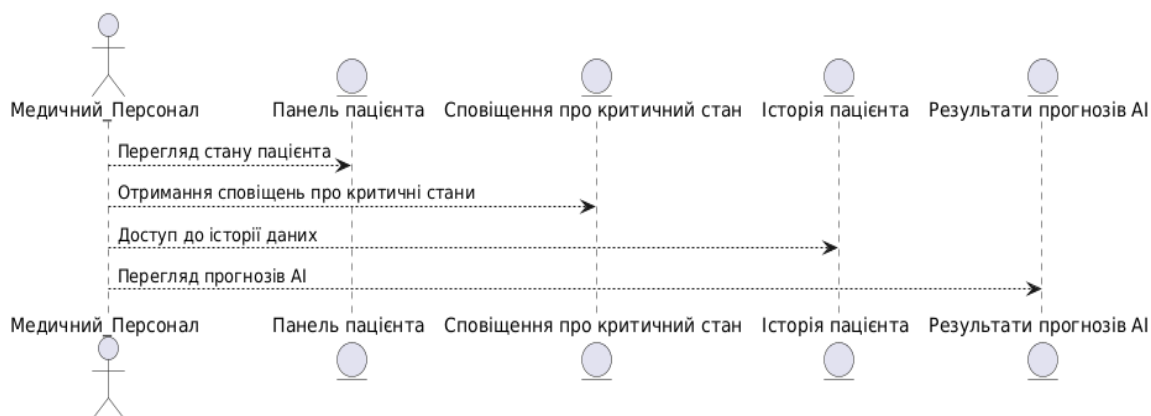 Медичний_Персонал
Панель пацієнта
Сповіщення про критичний стан
Історія пацієнта
Результати прогнозів AI
Перегляд стану пацієнта
Отримання сповіщень про критичні стани
Доступ до історії даних
Перегляд прогнозів AI
Медичний_Персонал
Панель пацієнта
Сповіщення про критичний стан
Історія пацієнта
Результати прогнозів AI